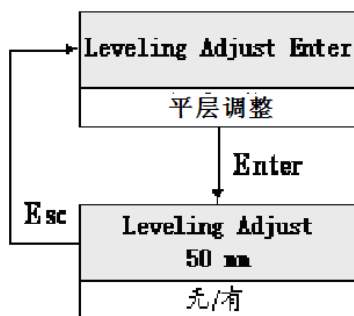 Leveling Adjust Enter
平层调整
Enter
Esc
Leveling Adjust
50 mm
无/有